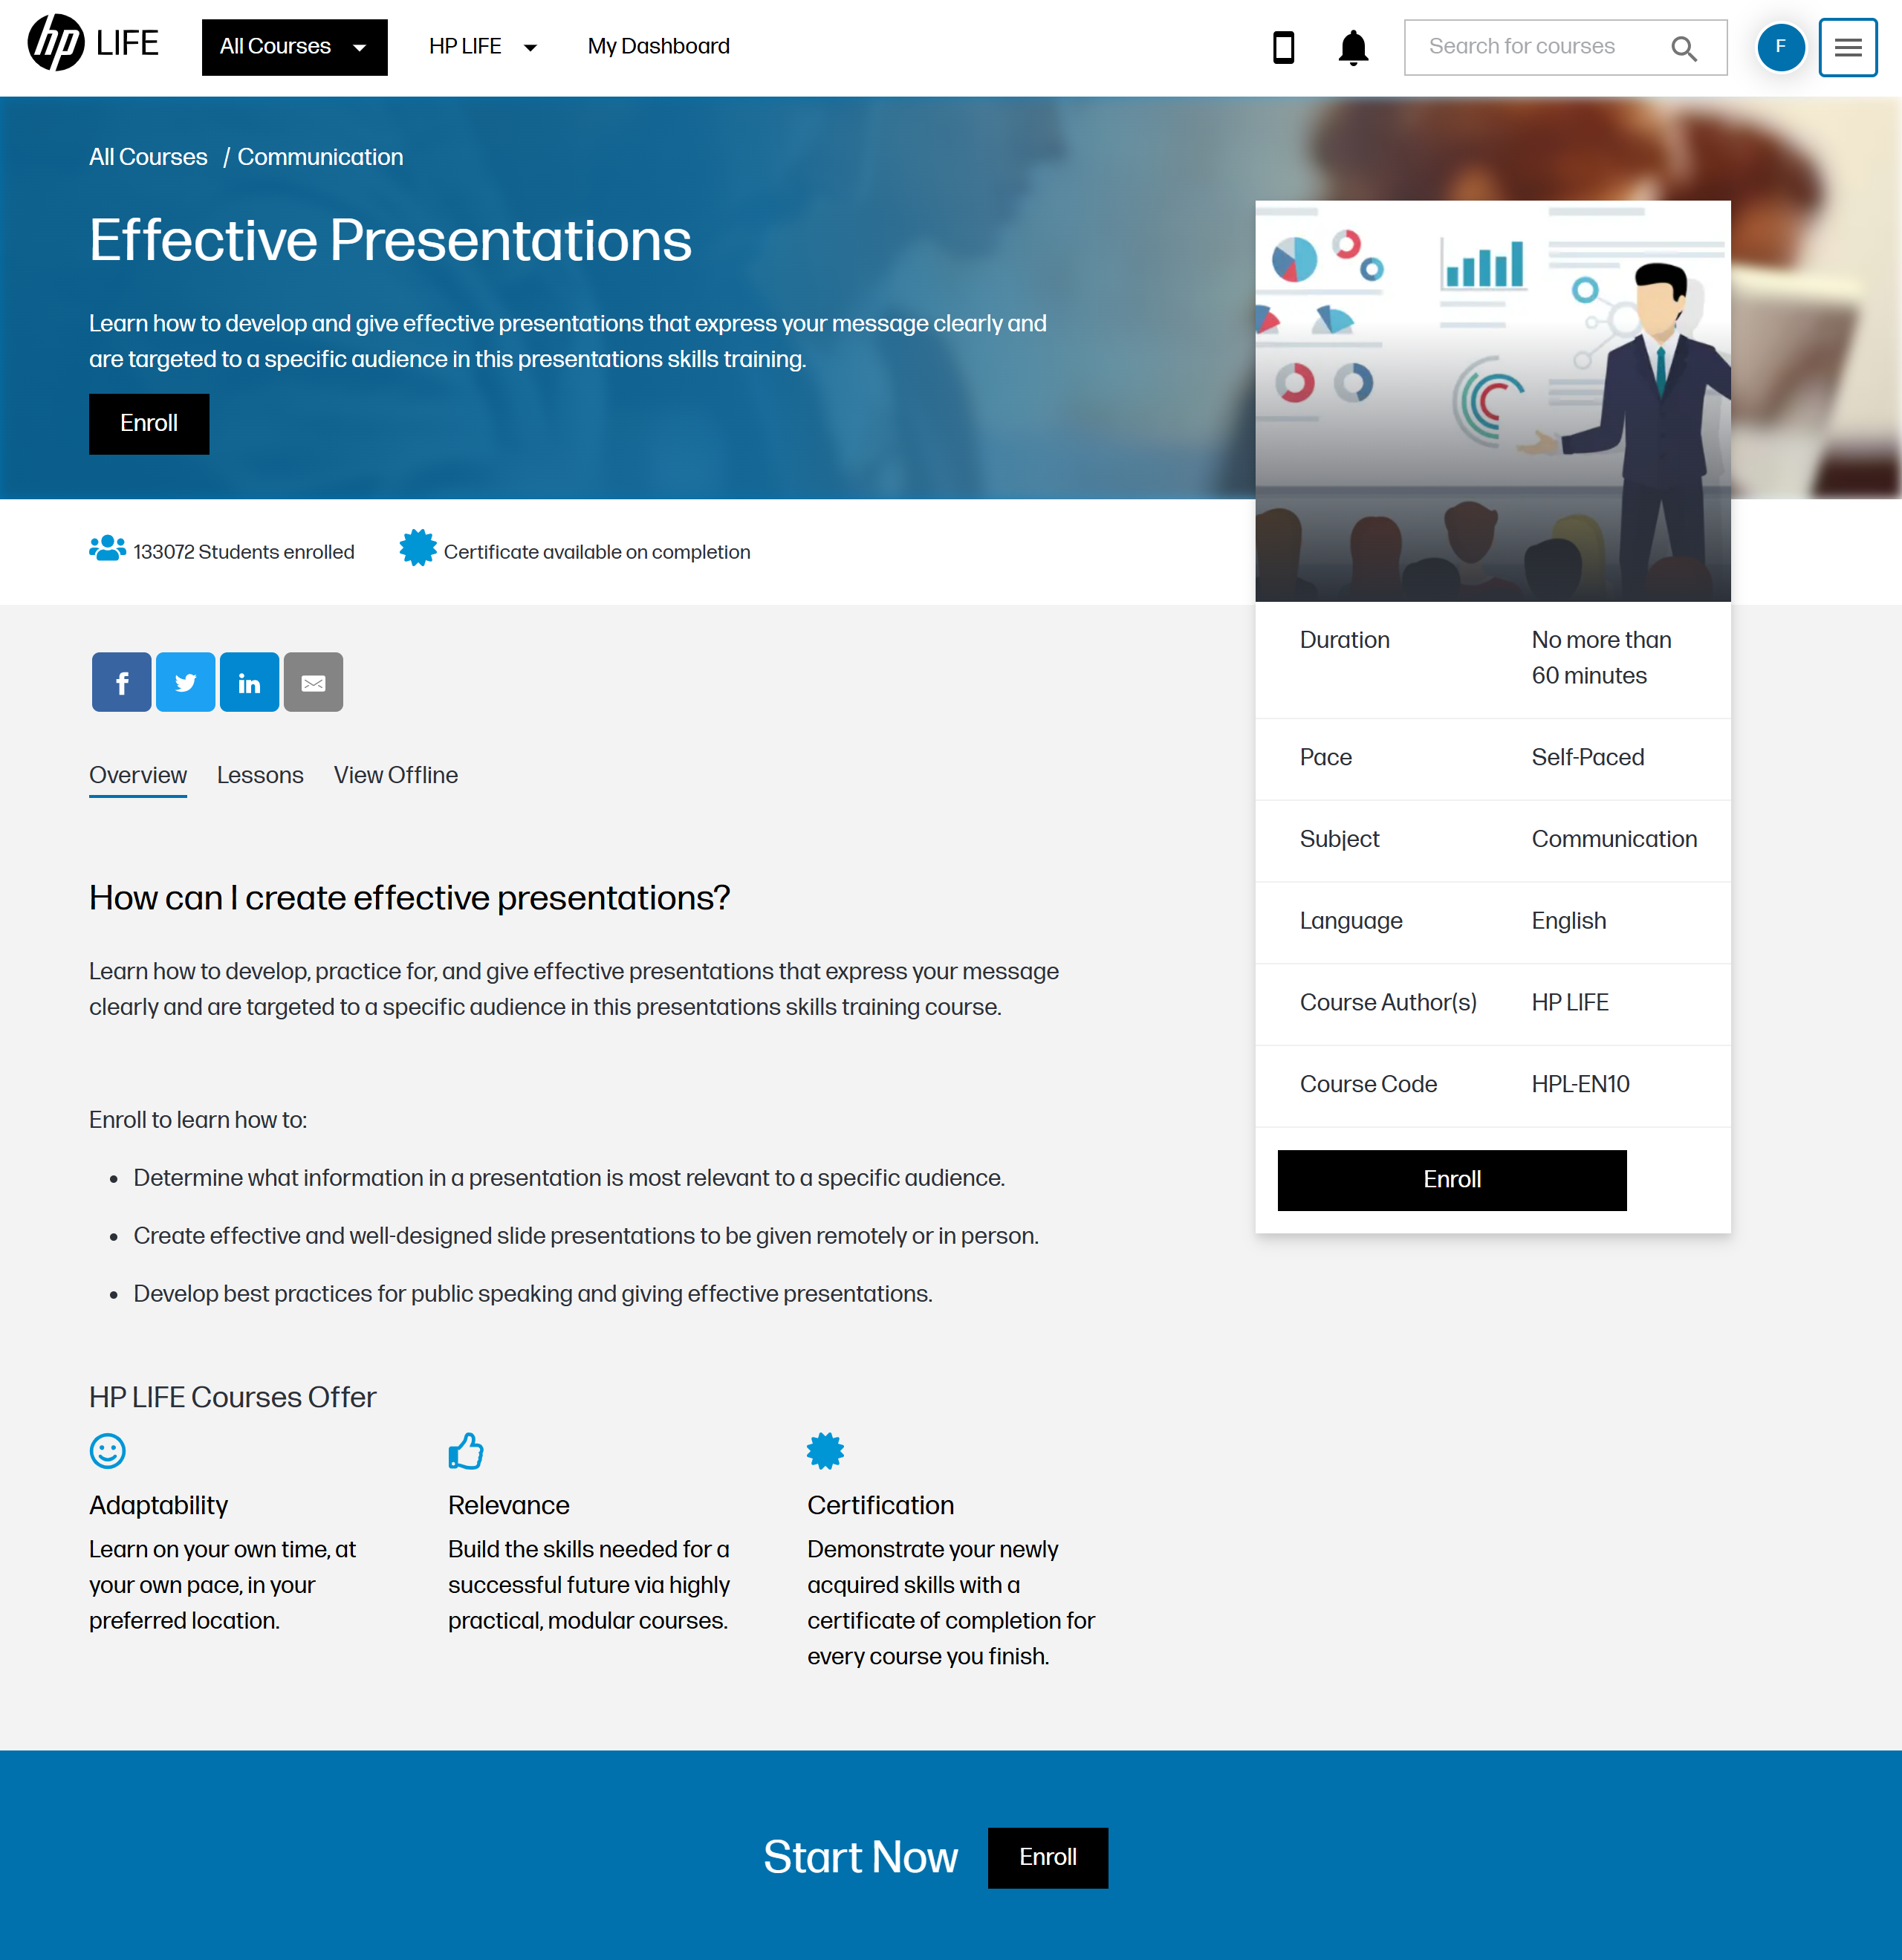 hp LIFE
All Courses
HP LIFE
My Dashboard
Search for courses
F
All Courses / Communication
Effective Presentations
Learn how to develop and give effective presentations that express your message clearly and
are targeted to a specific audience in this presentations skills training.
Enroll
133072 Students enrolled
Certificate available on completion
f
in
Overview
Lessons
View Offline
How can I create effective presentations?
Learn how to develop, practice for, and give effective presentations that express your message
clearly and are targeted to a specific audience in this presentations skills training course.
Enroll to learn how to:
Determine what information in a presentation is most relevant to a specific audience.
Create effective and well-designed slide presentations to be given remotely or in person.
Develop best practices for public speaking and giving effective presentations.
HP LIFE Courses Offer
Adaptability
Learn on your own time, at
your own pace, in your
preferred location.
Relevance
Build the skills needed for a
successful future via highly
practical, modular courses.
Certification
Demonstrate your newly
acquired skills with a
certificate of completion for
every course you finish.
Duration
No more than
60 minutes
Pace
Self-Paced
Subject
Communication
Language
English
Course Author(s)
HP LIFE
Course Code
HPL-EN10
Enroll
Start Now
Enroll